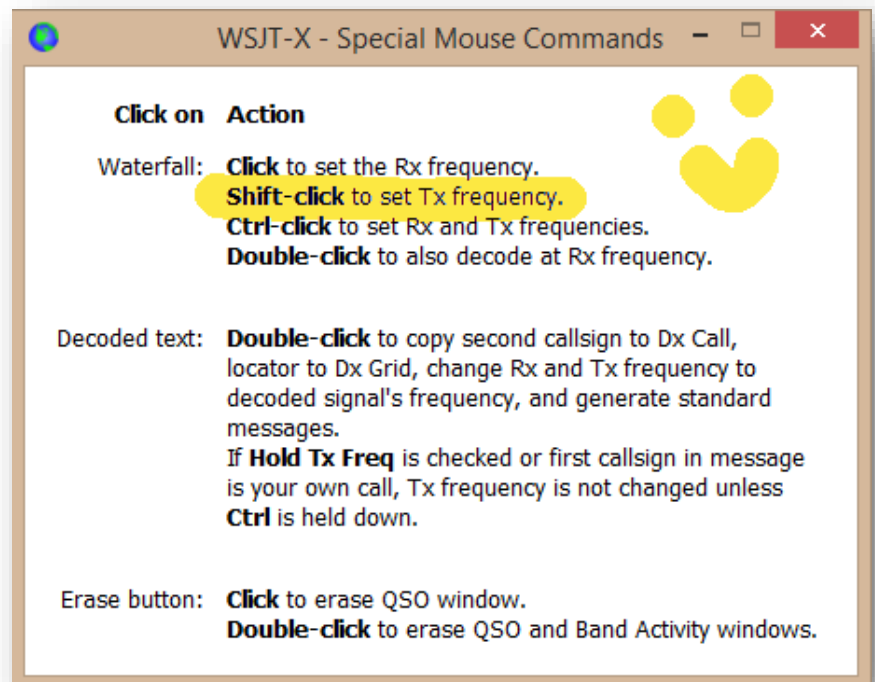 WSJT-X - Special Mouse Commands
Click on Action
Waterfall: Click to set the Rx frequency.
Shift-click to set Tx frequency.
Ctrl-click to set Rx and Tx frequencies.
Double-click to also decode at Rx frequency.
Decoded text: Double-click to copy second callsign to Dx Call,
locator to Dx Grid, change Rx and Tx frequency to
decoded signal's frequency, and generate standard
messages.
If Hold Tx Freq is checked or first callsign in message
is your own call, Tx frequency is not changed unless
Ctrl is held down.
Erase button: Click to erase QSO window.
Double-click to erase QSO and Band Activity windows.